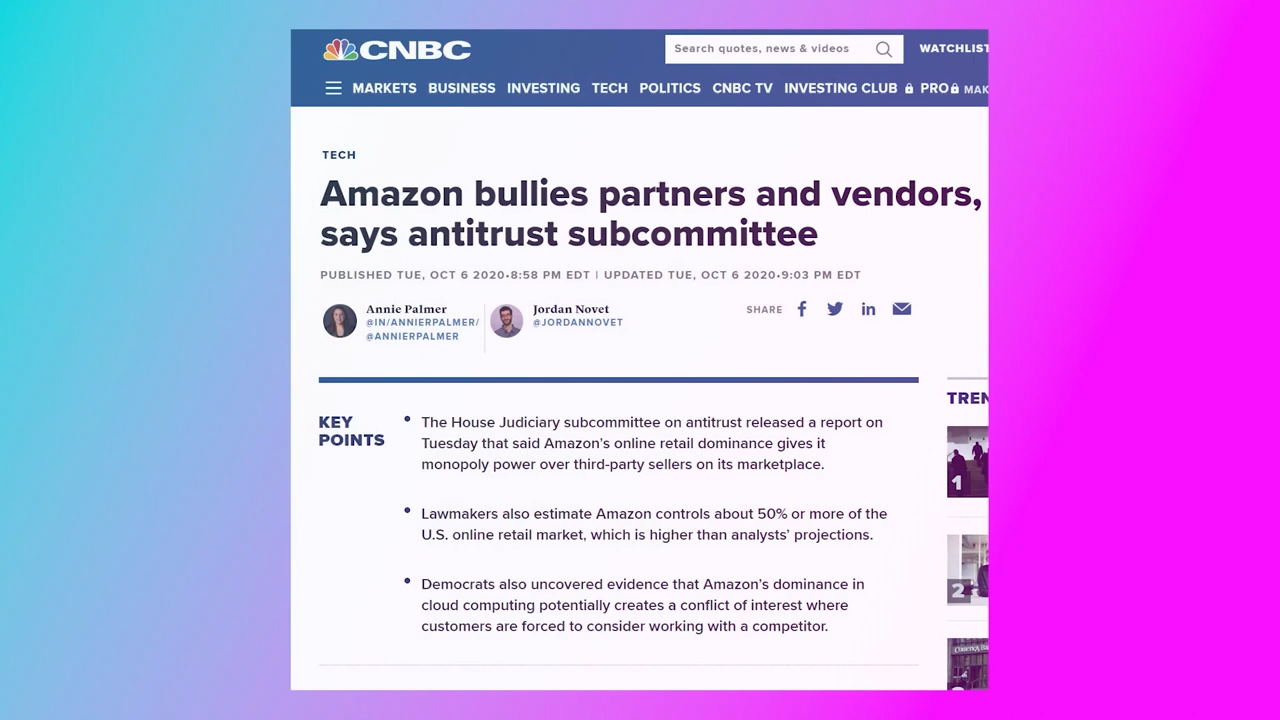 CNBC
Search quotes, news & videos
WATCHLIST
MARKETS BUSINESS INVESTING TECH POLITICS CNBC TV INVESTING CLUB PRO MAK
TECH
Amazon bullies partners and vendors,
says antitrust subcommittee
PUBLISHED TUE, OCT 6 2020•8:58 PM EDT | UPDATED TUE, OCT 6 2020•9:03 PM EDT
Annie Palmer
@IN/ANNIERPALMER/
@ANNIERPALMER
Jordan Novet
@JORDANNOVET
SHARE
KEY
POINTS
• The House Judiciary subcommittee on antitrust released a report on
Tuesday that said Amazon’s online retail dominance gives it
monopoly power over third-party sellers on its marketplace.
• Lawmakers also estimate Amazon controls about 50% or more of the
U.S. online retail market, which is higher than analysts’ projections.
• Democrats also uncovered evidence that Amazon’s dominance in
cloud computing potentially creates a conflict of interest where
customers are forced to consider working with a competitor.
TREN
1
2